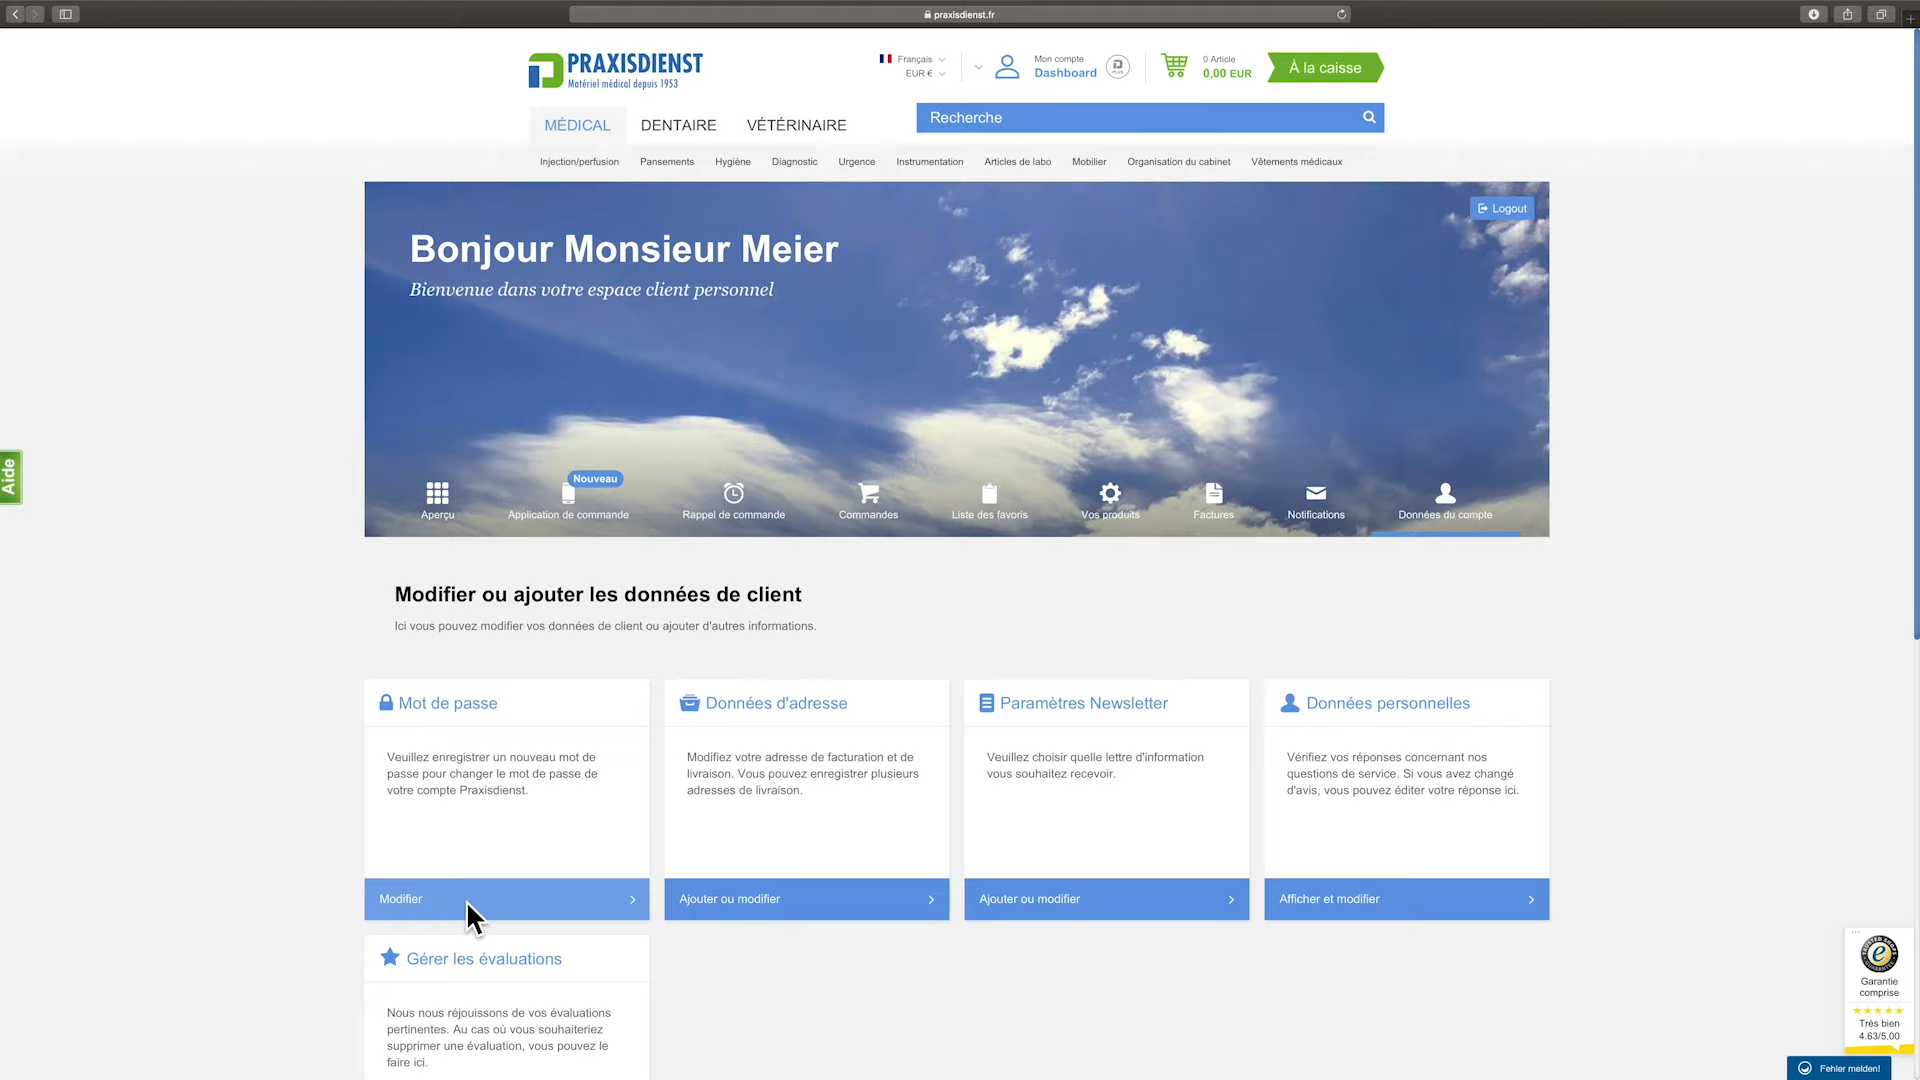 praxisdienst.fr
PRAXISDIENST
Matériel médical depuis 1953
Français
EUR €
Mon compte
Dashboard
PLUS
0 Article
0,00 EUR
À la caisse
MÉDICAL
DENTAIRE
VÉTÉRINAIRE
Recherche
Injection/perfusion
Pansements
Hygiène
Diagnostic
Urgence
Instrumentation
Articles de labo
Mobilier
Organisation du cabinet
Vêtements médicaux
Logout
Bonjour Monsieur Meier
Bienvenue dans votre espace client personnel
Aide
Nouveau
Aperçu
Application de commande
Rappel de commande
Commandes
Liste des favoris
Vos produits
Factures
Notifications
Données du compte
Modifier ou ajouter les données de client
Ici vous pouvez modifier vos données de client ou ajouter d'autres informations.
Mot de passe
Veuillez enregistrer un nouveau mot de
passe pour changer le mot de passe de
votre compte Praxisdienst.
Modifier
Données d'adresse
Modifiez votre adresse de facturation et de
livraison. Vous pouvez enregistrer plusieurs
adresses de livraison.
Ajouter ou modifier
Paramètres Newsletter
Veuillez choisir quelle lettre d'information
vous souhaitez recevoir.
Ajouter ou modifier
Données personnelles
Vérifiez vos réponses concernant nos
questions de service. Si vous avez changé
d'avis, vous pouvez éditer votre réponse ici.
Afficher et modifier
Gérer les évaluations
Nous nous réjouissons de vos évaluations
pertinentes. Au cas où vous souhaiteriez
supprimer une évaluation, vous pouvez le
faire ici.
Garantie
comprise
Très bien
4.63/5.00
Fehler melden!